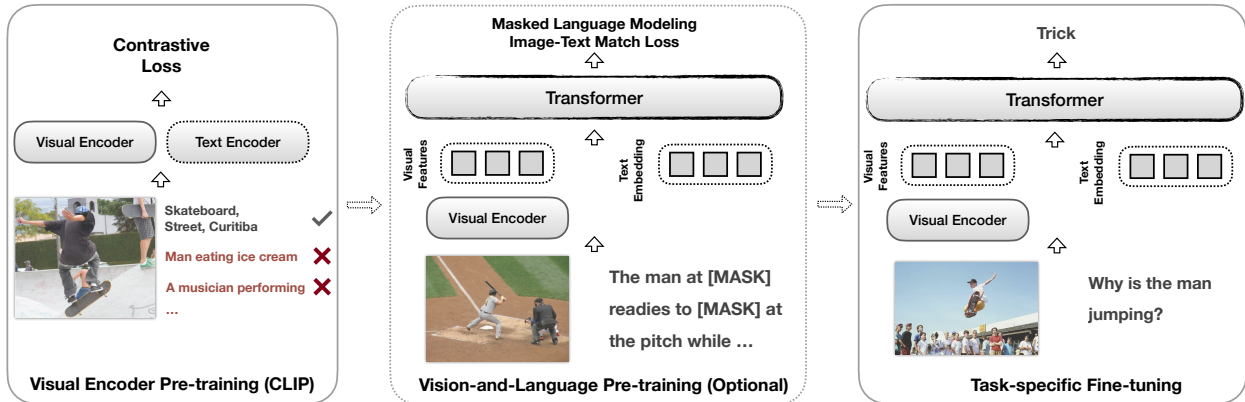 Contrastive
Loss
Visual Encoder
Text Encoder
Skateboard,
Street, Curitiba
Man eating ice cream
A musician performing
...
Visual Encoder Pre-training (CLIP)
Masked Language Modeling
Image-Text Match Loss
Transformer
Visual
Features
Text
Embedding
Visual Encoder
The man at [MASK]
readies to [MASK] at
the pitch while ...
Vision-and-Language Pre-training (Optional)
Trick
Transformer
Visual
Features
Text
Embedding
Visual Encoder
Why is the man
jumping?
Task-specific Fine-tuning